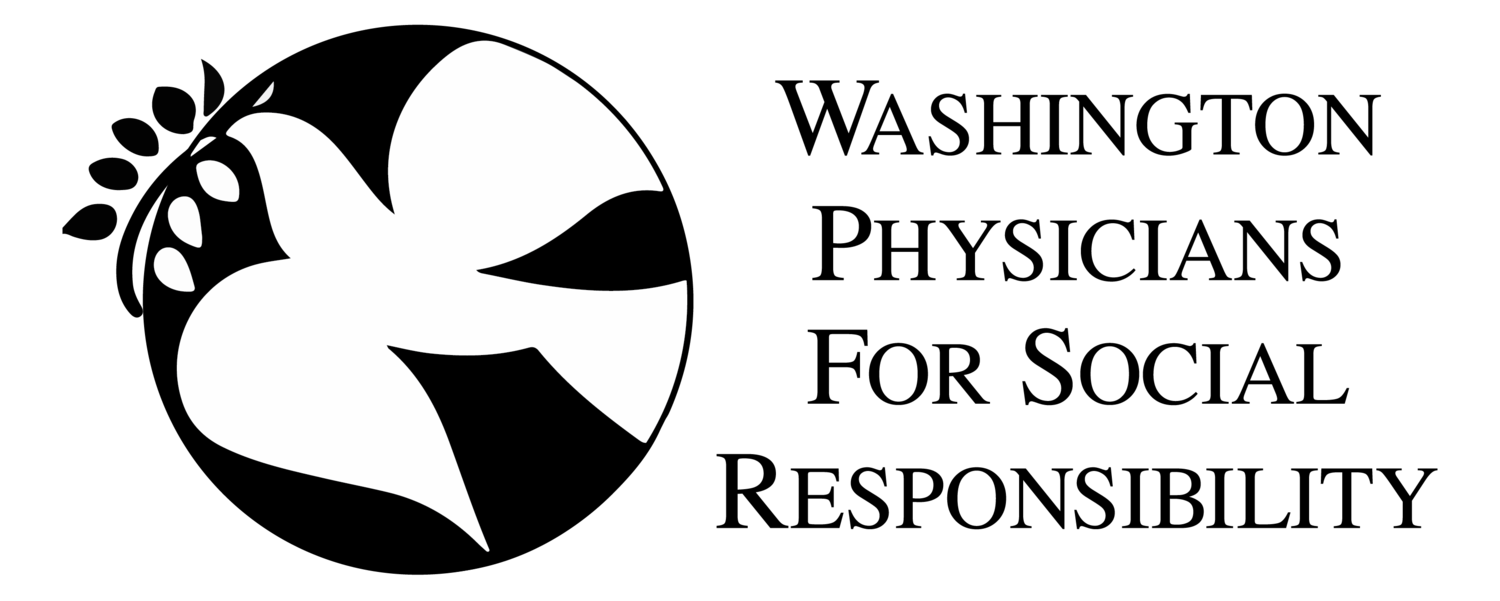 WASHINGTON
PHYSICIANS
FOR SOCIAL
RESPONSIBILITY